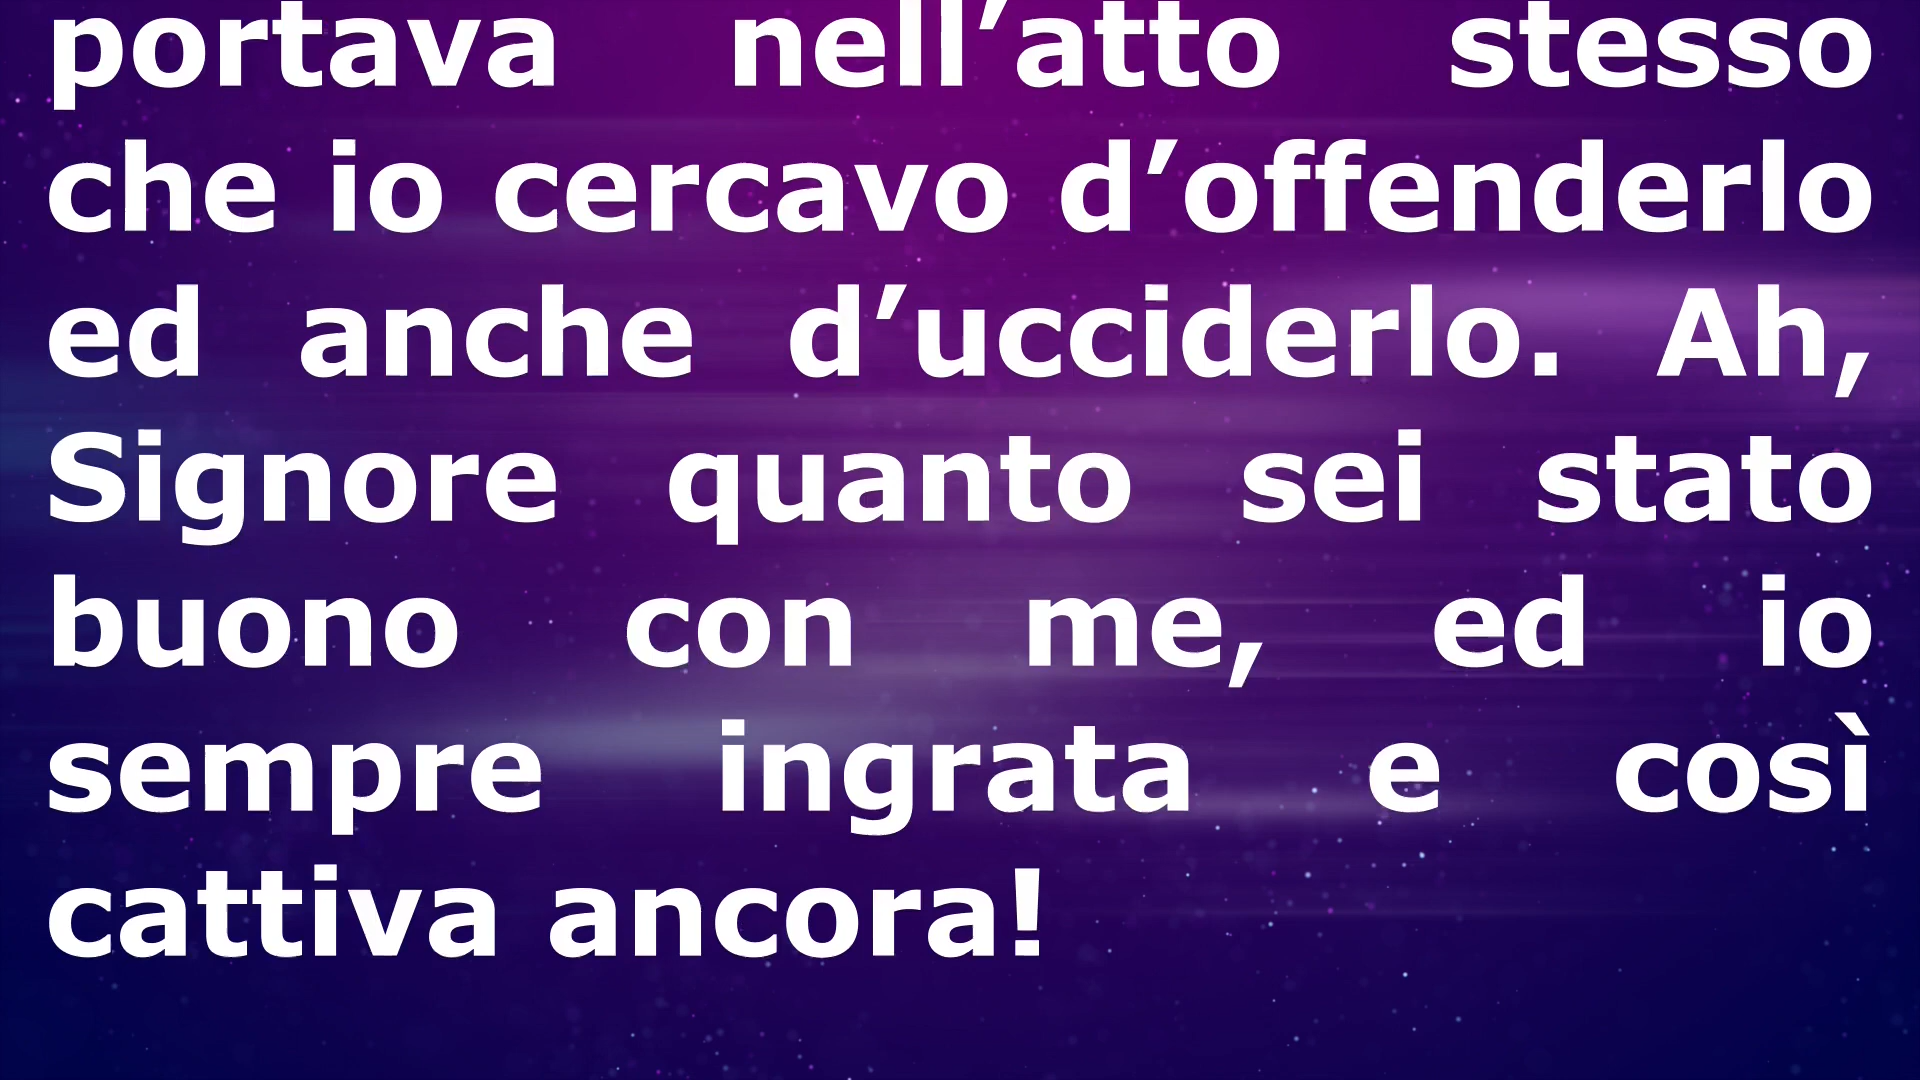 portava nell’atto stesso
che io cercavo d’offenderlo
ed anche d’ucciderlo. Ah,
Signore quanto sei stato
buono con me, ed io
sempre ingrata e così
cattiva ancora!